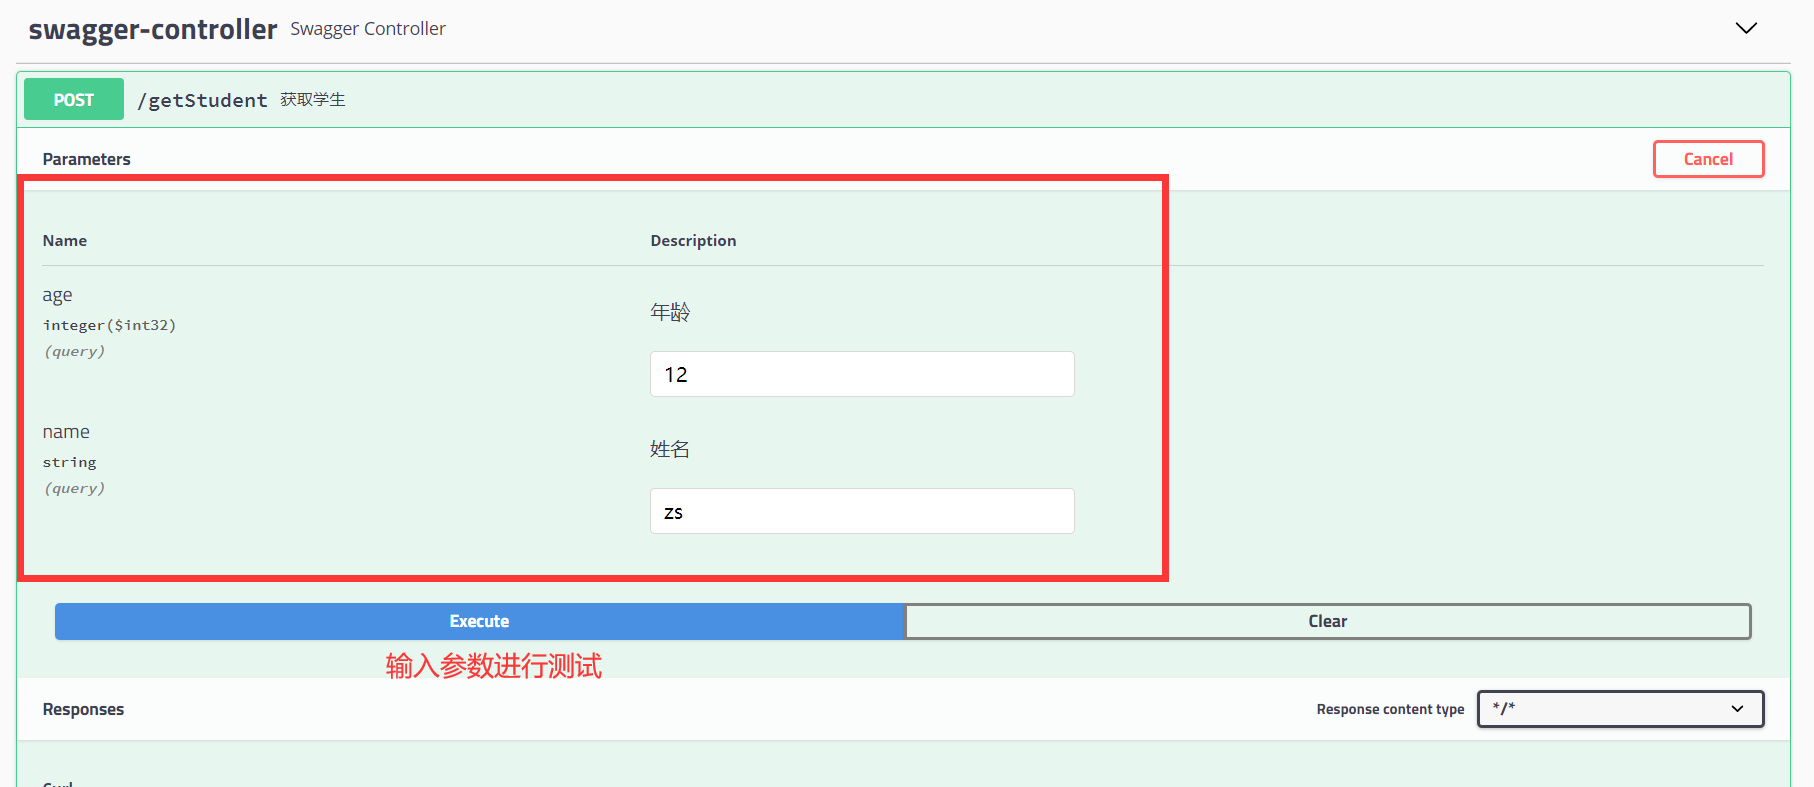 swagger-controller Swagger Controller
POST /getStudent 获取学生
Parameters Cancel
Name Description
age
integer($int32)
(query)
年龄
12
name
string
(query)
姓名
zs
Execute Clear
输入参数进行测试
Responses Response content type */*
Curl